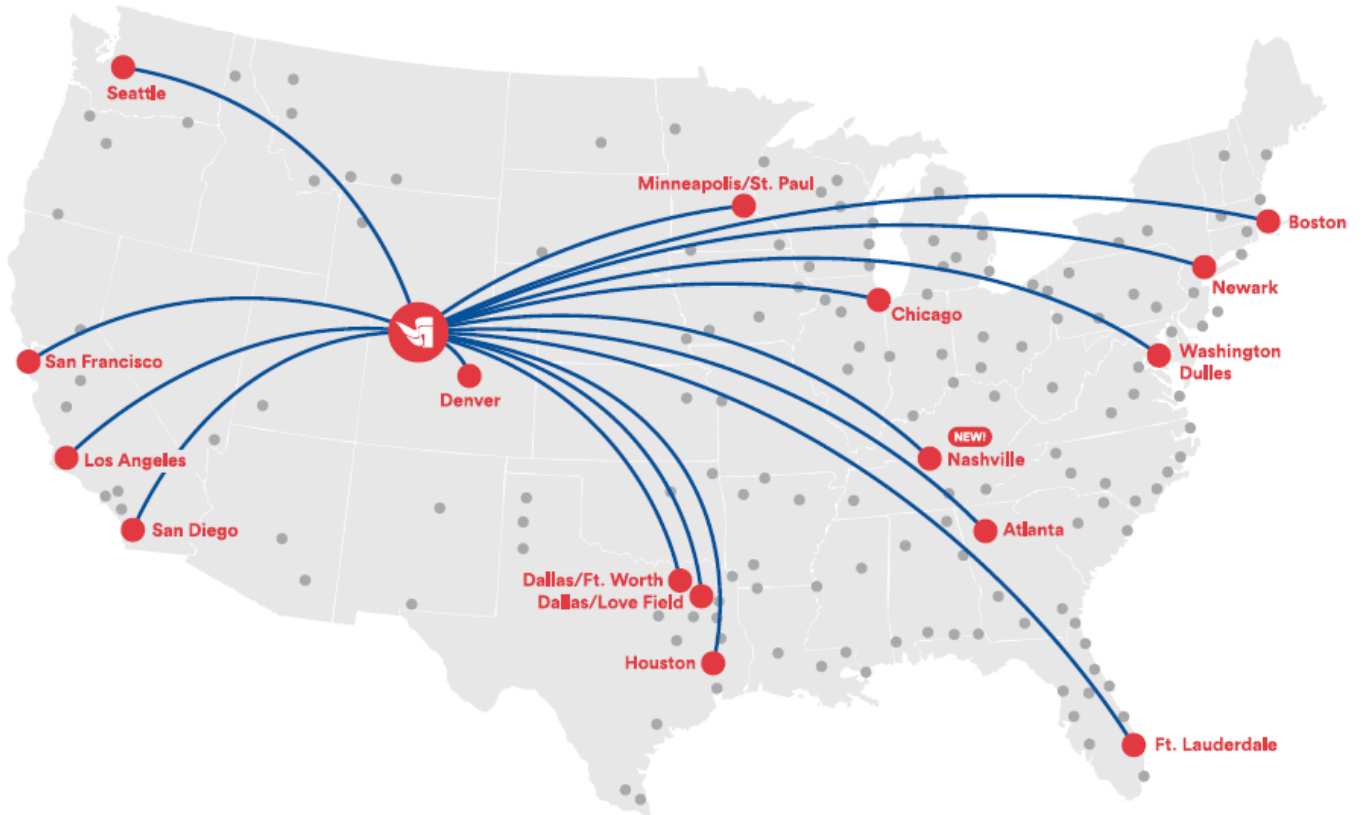 Seattle
Minneapolis/St. Paul
Boston
Newark
Chicago
San Francisco
Washington
Dulles
Denver
NEW!
Nashville
Los Angeles
San Diego
Atlanta
Dallas/Ft. Worth
Dallas/Love Field
Houston
Ft. Lauderdale